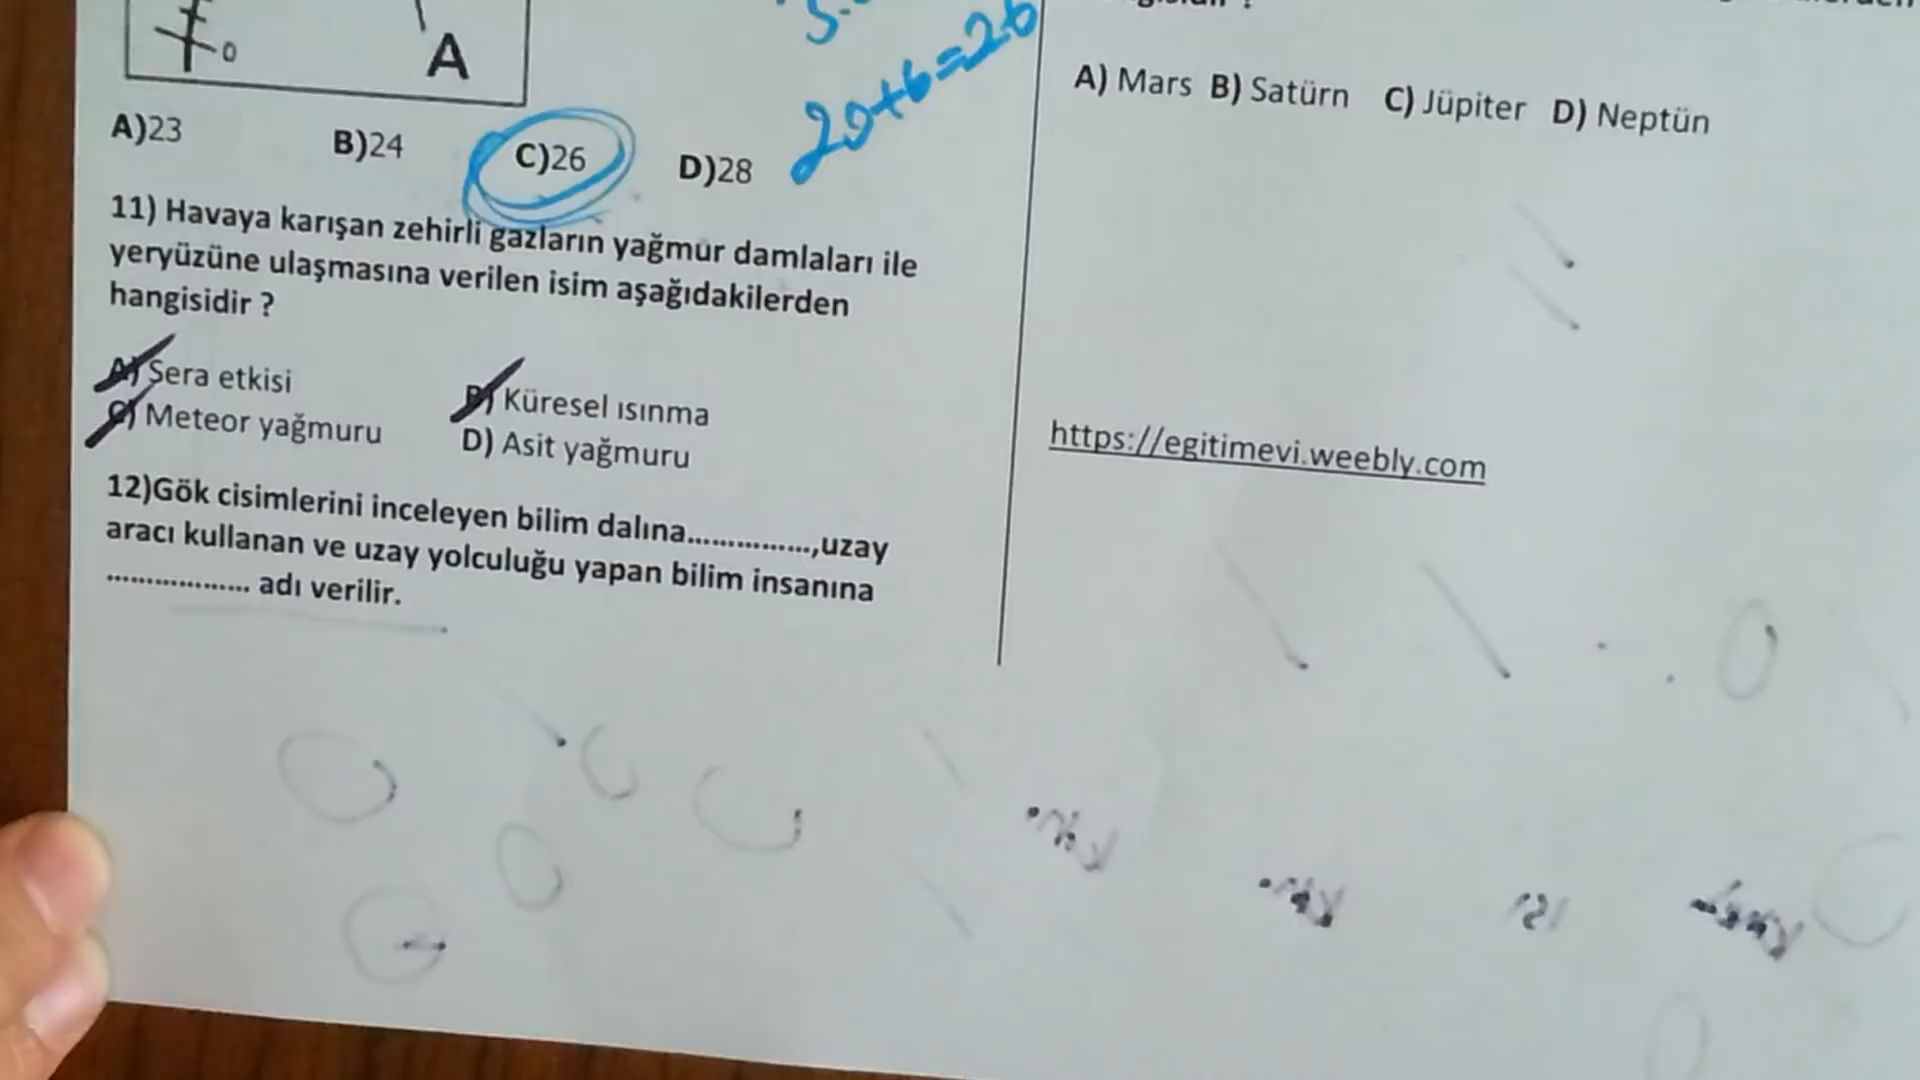 0
A
5.
20+6=26
A)23 B)24 C)26 D)28
11) Havaya karışan zehirli gazların yağmur damlaları ile
yeryüzüne ulaşmasına verilen isim aşağıdakilerden
hangisidir ?
A) Sera etkisi B) Küresel ısınma
C) Meteor yağmuru D) Asit yağmuru
12)Gök cisimlerini inceleyen bilim dalına...............,uzay
aracı kullanan ve uzay yolculuğu yapan bilim insanına
.................. adı verilir.
A) Mars B) Satürn C) Jüpiter D) Neptün
https://egitimevi.weebly.com